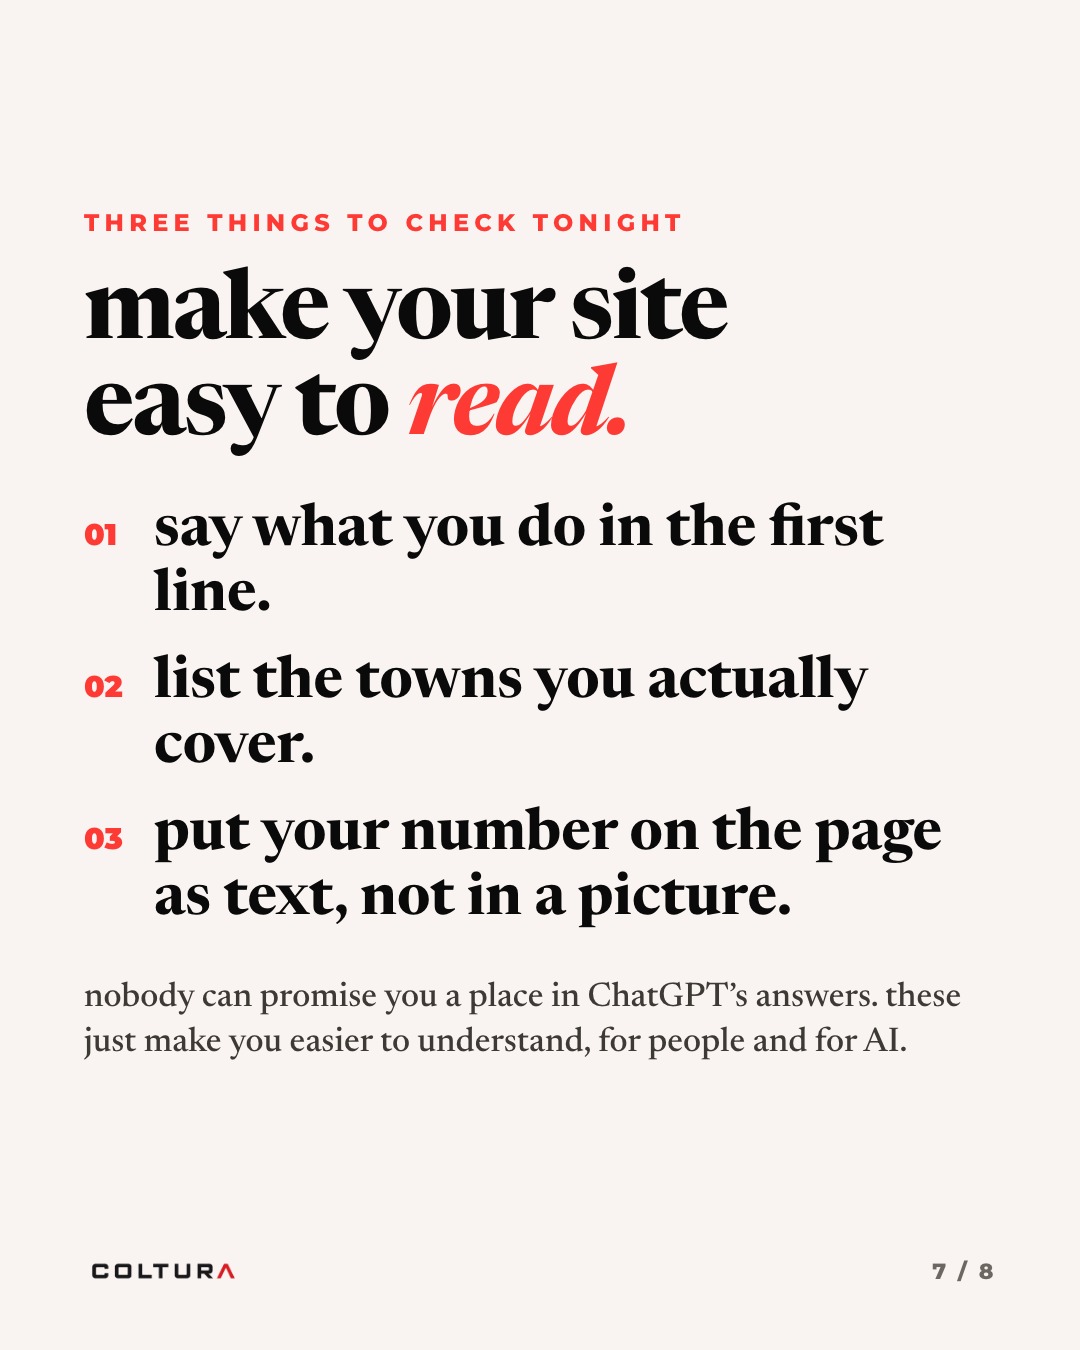 THREE THINGS TO CHECK TONIGHT
make your site
easy to read.
01 say what you do in the first
line.
02 list the towns you actually
cover.
03 put your number on the page
as text, not in a picture.
nobody can promise you a place in ChatGPT’s answers. these
just make you easier to understand, for people and for AI.
COLTURA
7 / 8